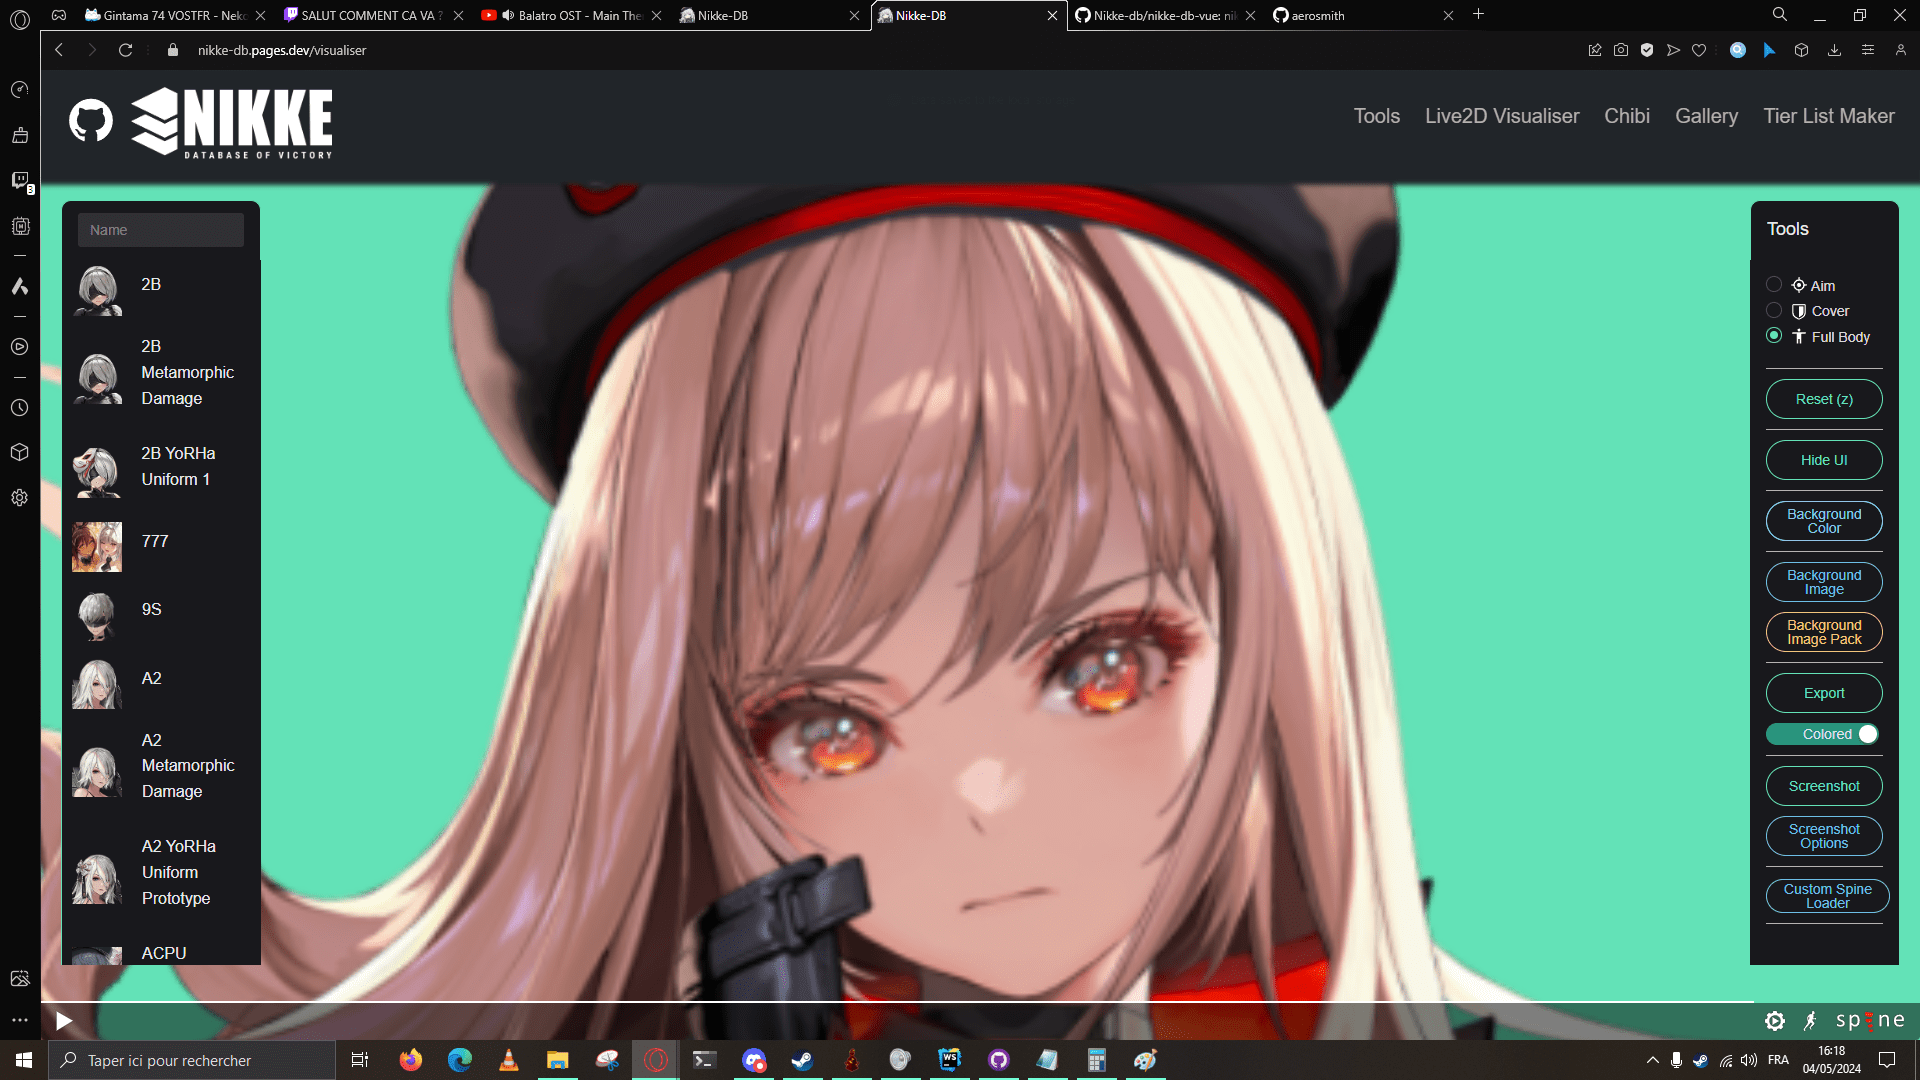 Gintama 74 VOSTFR - Neko
SALUT COMMENT CA VA ?
Balatro OST - Main The
Nikke-DB
Nikke-DB
Nikke-db/nikke-db-vue: nik
aerosmith
nikke-db.pages.dev/visualiser
NIKKE
DATABASE OF VICTORY
Tools
Live2D Visualiser
Chibi
Gallery
Tier List Maker
3
Name
2B
2B
Metamorphic
Damage
2B YoRHa
Uniform 1
777
9S
A2
A2
Metamorphic
Damage
A2 YoRHa
Uniform
Prototype
ACPU
Tools
Aim
Cover
Full Body
Reset (z)
Hide UI
Background
Color
Background
Image
Background
Image Pack
Export
Colored
Screenshot
Screenshot
Options
Custom Spine
Loader
spine
Taper ici pour rechercher
WS
FRA
16:18
04/05/2024